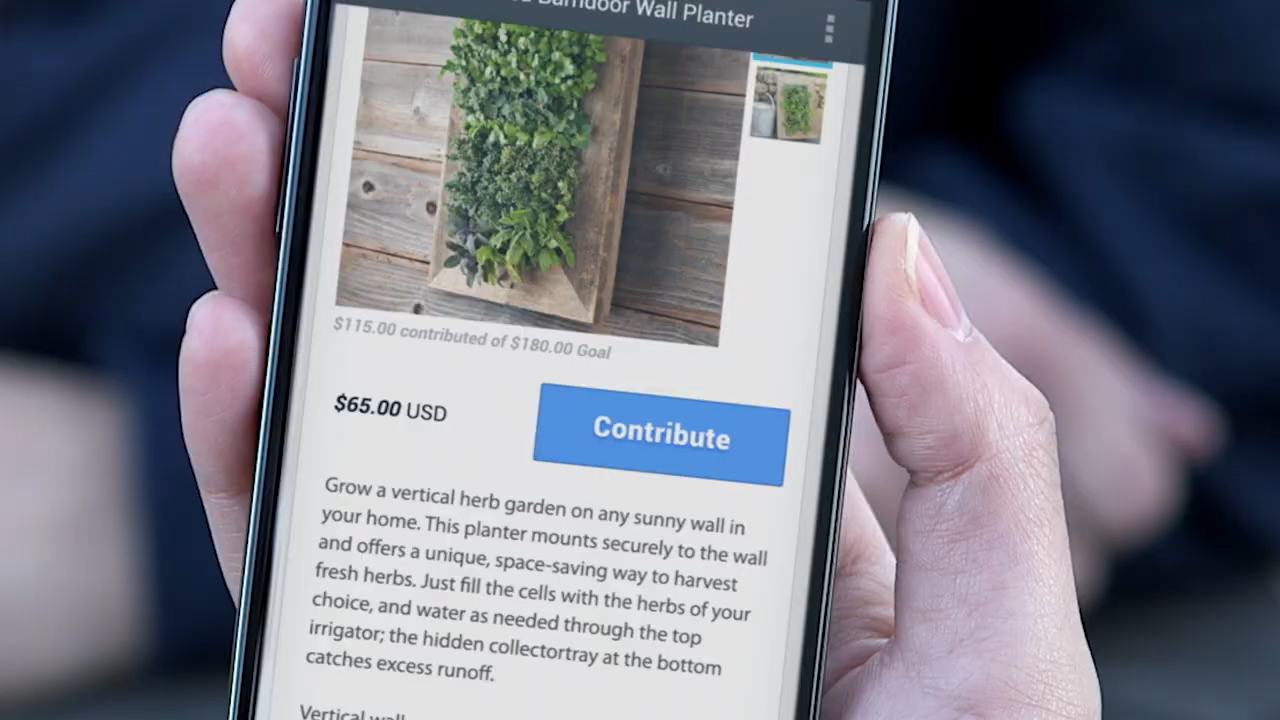 Barndoor Wall Planter
$115.00 contributed of $180.00 Goal
$65.00 USD
Contribute
Grow a vertical herb garden on any sunny wall in
your home. This planter mounts securely to the wall
and offers a unique, space-saving way to harvest
fresh herbs. Just fill the cells with the herbs of your
choice, and water as needed through the top
irrigator; the hidden collectortray at the bottom
catches excess runoff.
Vertical wall